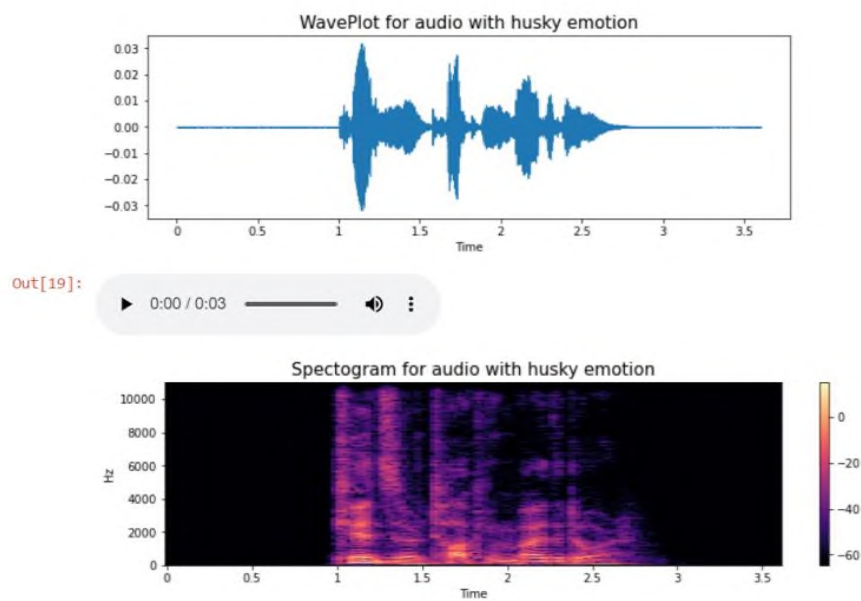 WavePlot for audio with husky emotion
0.03
0.02
0.01
0.00
−0.01
−0.02
−0.03
0 0.5 1 1.5 2 2.5 3 3.5
Time
Out[19]:
0:00 / 0:03
Spectogram for audio with husky emotion
10000
8000
6000
4000
2000
0
Hz
0 0.5 1 1.5 2 2.5 3 3.5
Time
0
−20
−40
−60